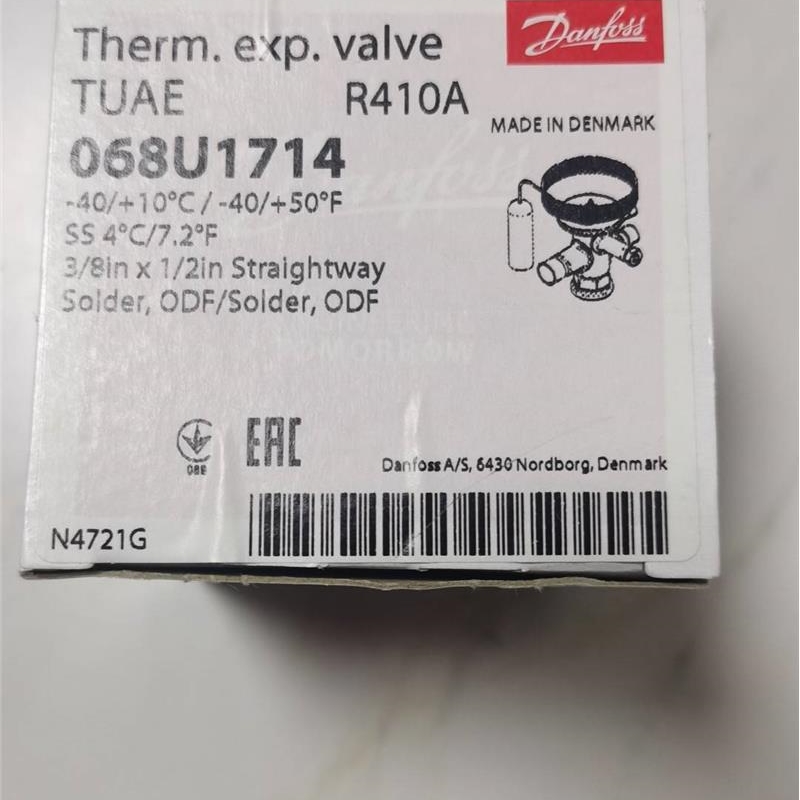 Therm. exp. valve
Danfoss
TUAE R410A
MADE IN DENMARK
068U1714
-40/+10°C / -40/+50°F
SS 4°C/7.2°F
3/8in x 1/2in Straightway
Solder, ODF/Solder, ODF
TOMORROW
EAC
Danfoss A/S, 6430 Nordborg, Denmark
N4721G